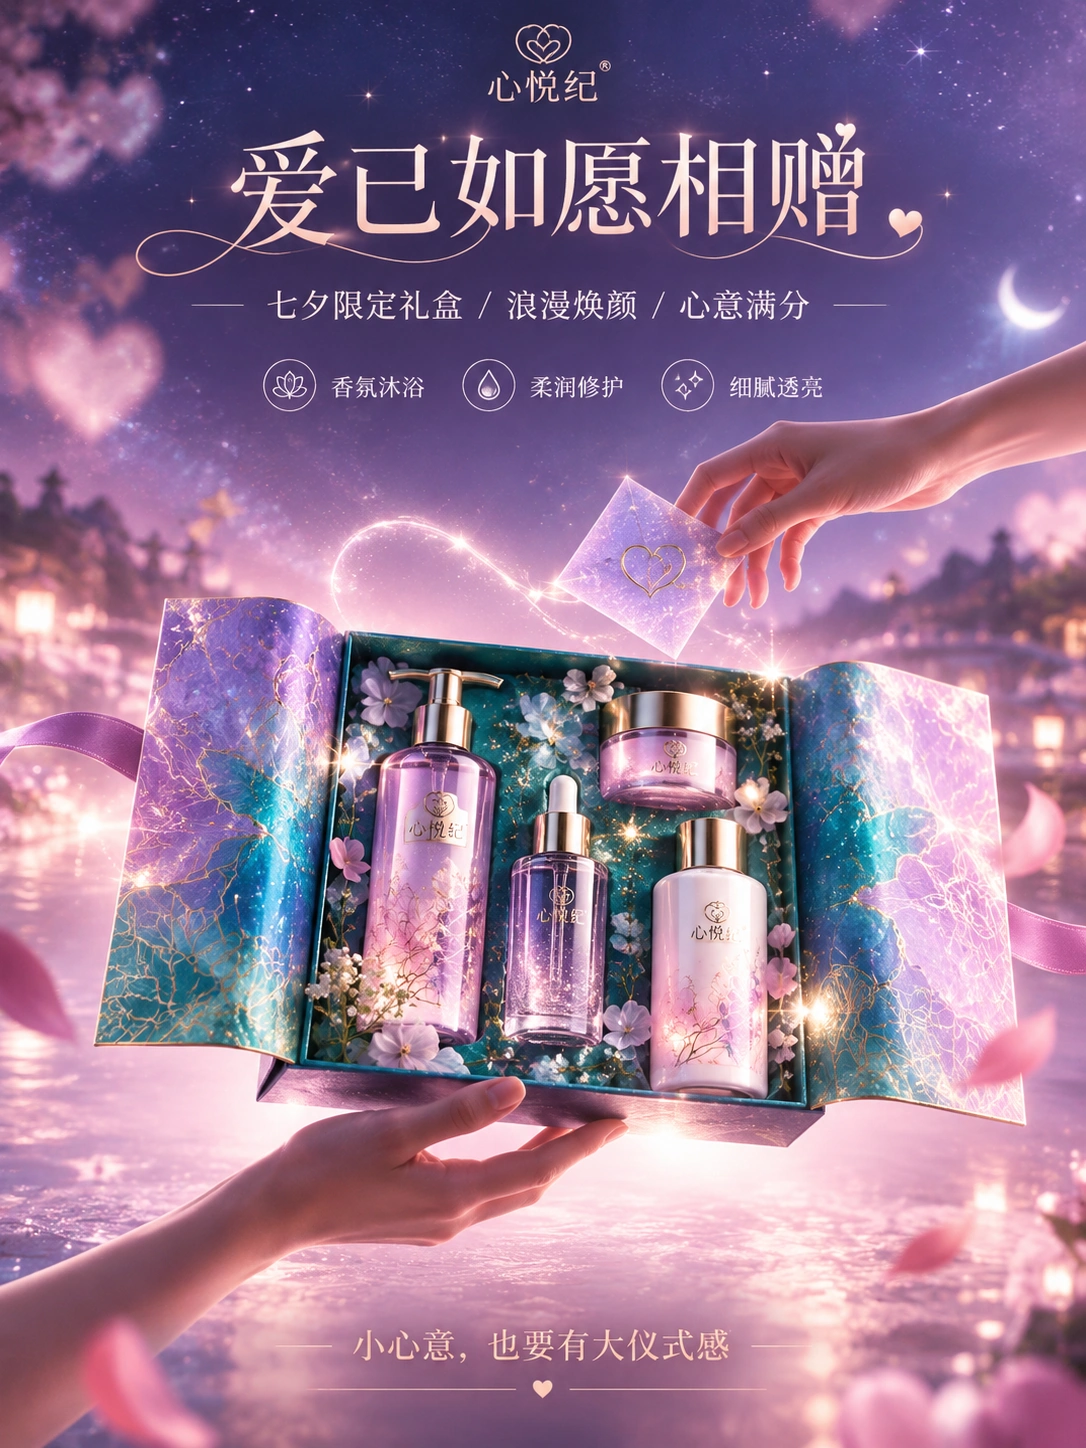 心悦纪®
爱已如愿相赠
七夕限定礼盒 / 浪漫焕颜 / 心意满分
香氛沐浴
柔润修护
细腻透亮
心悦纪
心悦纪
心悦纪
心悦纪
小心意，也要有大仪式感